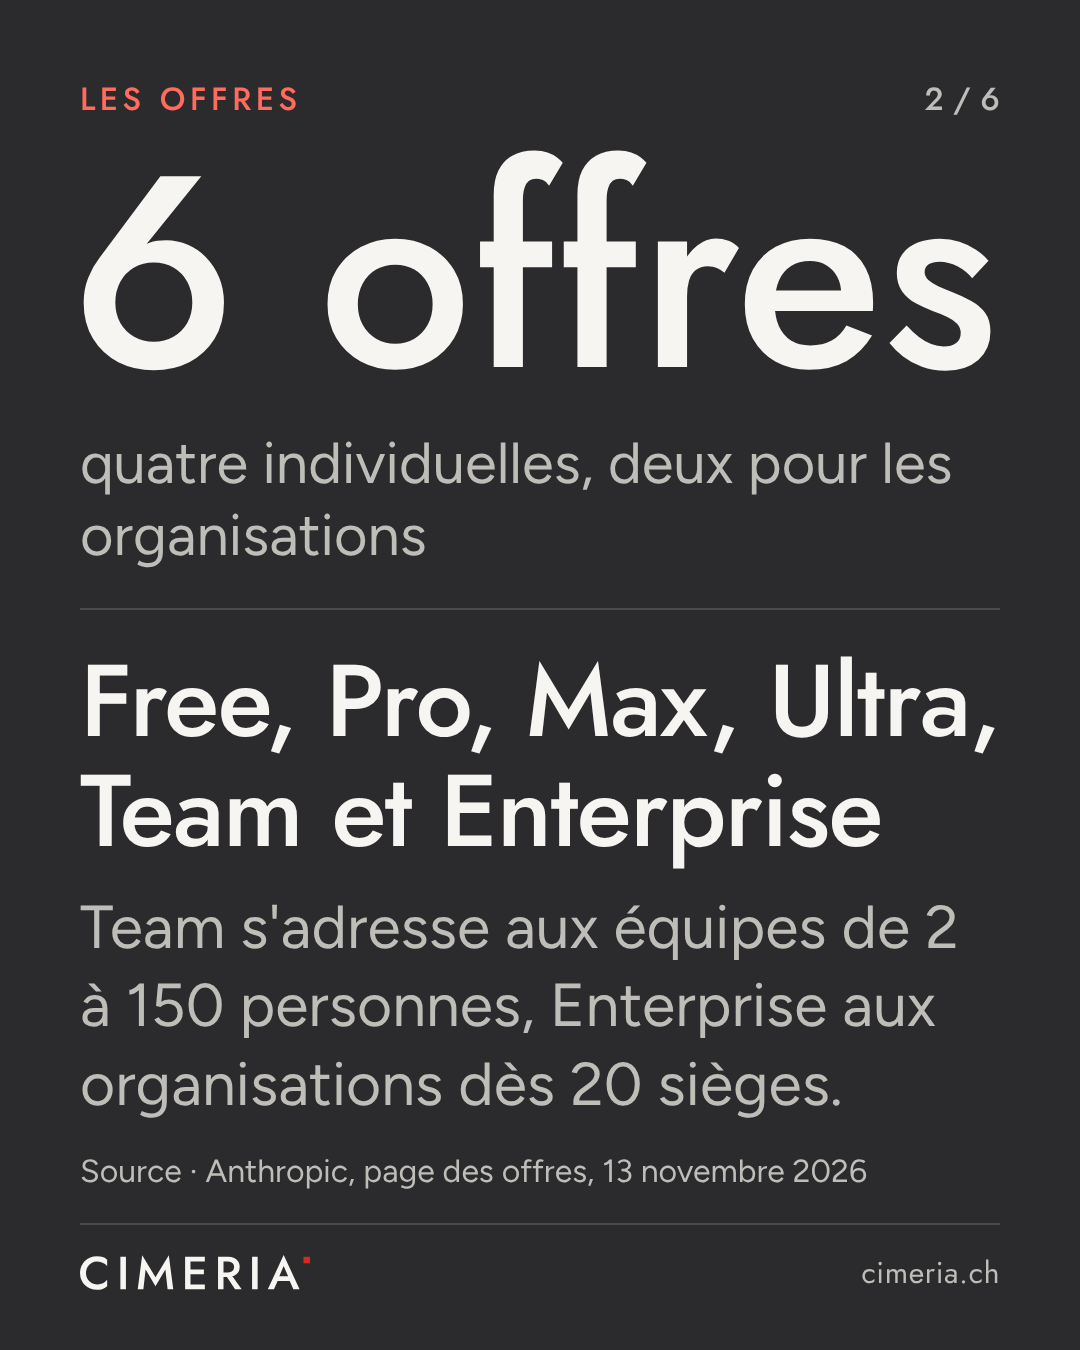 LES OFFRES
2 / 6
6 offres
quatre individuelles, deux pour les
organisations
Free, Pro, Max, Ultra,
Team et Enterprise
Team s'adresse aux équipes de 2
à 150 personnes, Enterprise aux
organisations dès 20 sièges.
Source · Anthropic, page des offres, 13 novembre 2026
CIMERIA
cimeria.ch